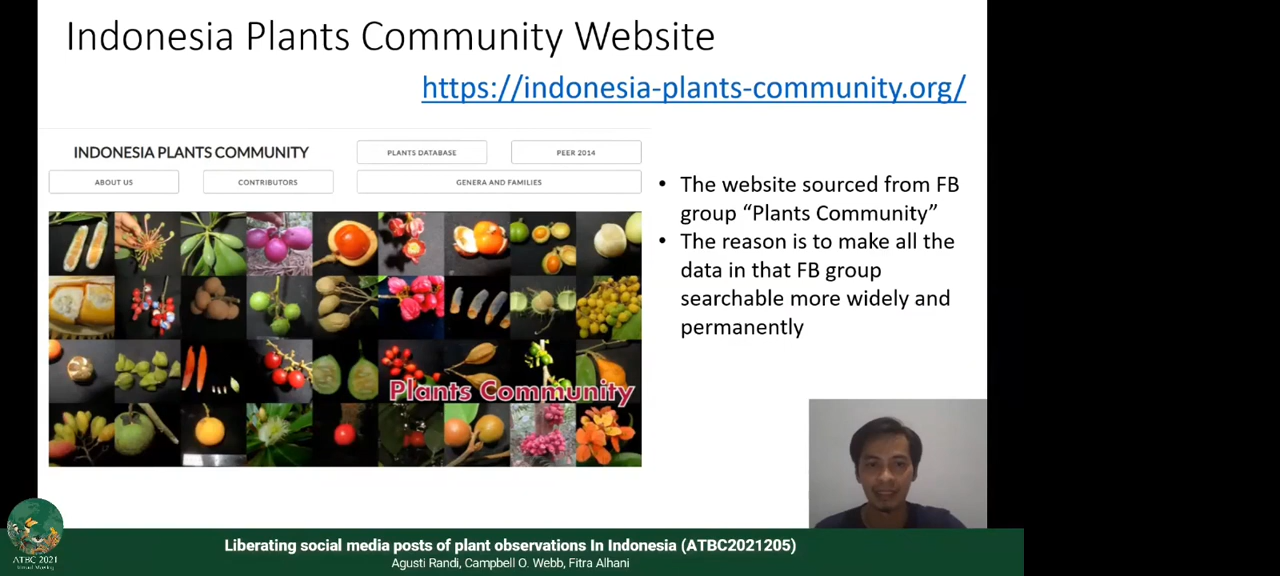 Indonesia Plants Community Website
https://indonesia-plants-community.org/
INDONESIA PLANTS COMMUNITY
PLANTS DATABASE
PEER 2014
ABOUT US
CONTRIBUTORS
GENERA AND FAMILIES
Plants Community
• The website sourced from FB
group “Plants Community”
• The reason is to make all the
data in that FB group
searchable more widely and
permanently
ATBC 2021
Liberating social media posts of plant observations In Indonesia (ATBC2021205)
Agusti Randi, Campbell O. Webb, Fitra Alhani